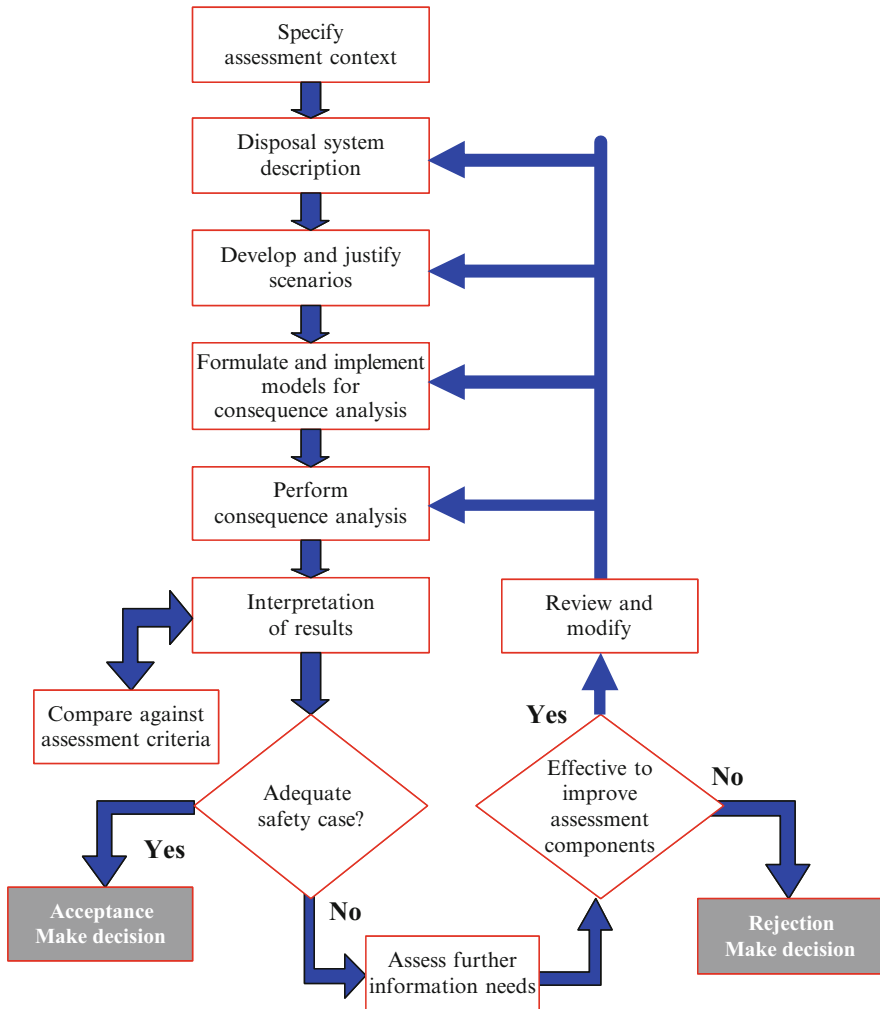 Specify
assessment context
Disposal system
description
Develop and justify
scenarios
Formulate and implement
models for
consequence analysis
Perform
consequence analysis
Interpretation
of results
Review and
modify
Compare against
assessment criteria
Yes
Adequate
safety case?
Effective to
improve
assessment
components
No
Yes
Acceptance
Make decision
No
Assess further
information needs
Rejection
Make decision